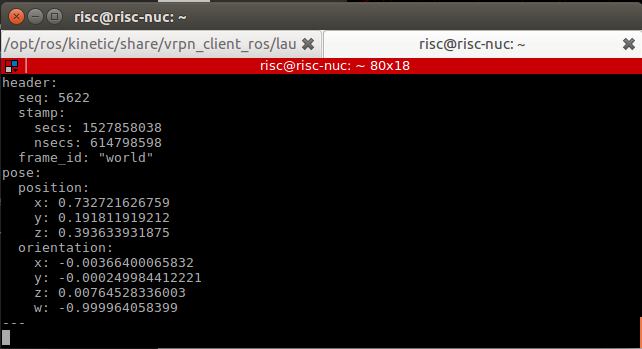 risc@risc-nuc: ~
/opt/ros/kinetic/share/vrpn_client_ros/lau
risc@risc-nuc: ~
risc@risc-nuc: ~ 80x18
header:
  seq: 5622
  stamp:
    secs: 1527858038
    nsecs: 614798598
  frame_id: "world"
pose:
  position:
    x: 0.732721626759
    y: 0.191811919212
    z: 0.393633931875
  orientation:
    x: -0.00366400065832
    y: -0.000249984412221
    z: 0.00764528336003
    w: -0.999964058399
---